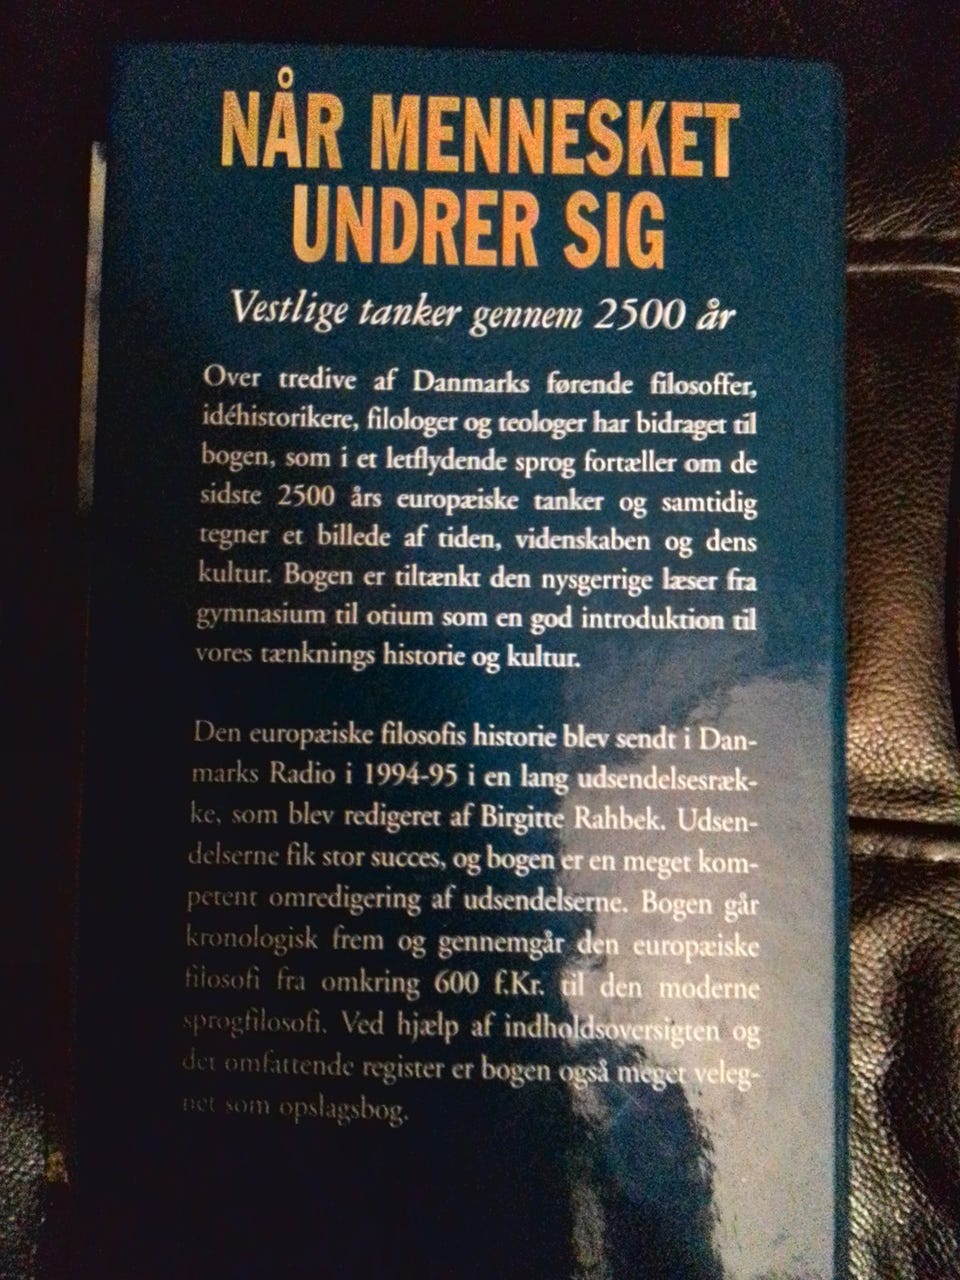 NÅR MENNESKET
UNDRER SIG
Vestlige tanker gennem 2500 år
Over tredive af Danmarks førende filosoffer,
idéhistorikere, filologer og teologer har bidraget til
bogen, som i et letflydende sprog fortæller om de
sidste 2500 års europæiske tanker og samtidig
tegner et billede af tiden, videnskaben og dens
kultur. Bogen er tiltænkt den nysgerrige læser fra
gymnasium til otium som en god introduktion til
vores tænknings historie og kultur.
Den europæiske filosofis historie blev sendt i Dan-
marks Radio i 1994-95 i en lang udsendelsesræk-
ke, som blev redigeret af Birgitte Rahbek. Udsen-
delserne fik stor succes, og bogen er en meget kom-
petent omredigering af udsendelserne. Bogen går
kronologisk frem og gennemgår den europæiske
filosofi fra omkring 600 f.Kr. til den moderne
sprogfilosofi. Ved hjælp af indholdsoversigten og
det omfattende register er bogen også meget veleg-
net som opslagsbog.